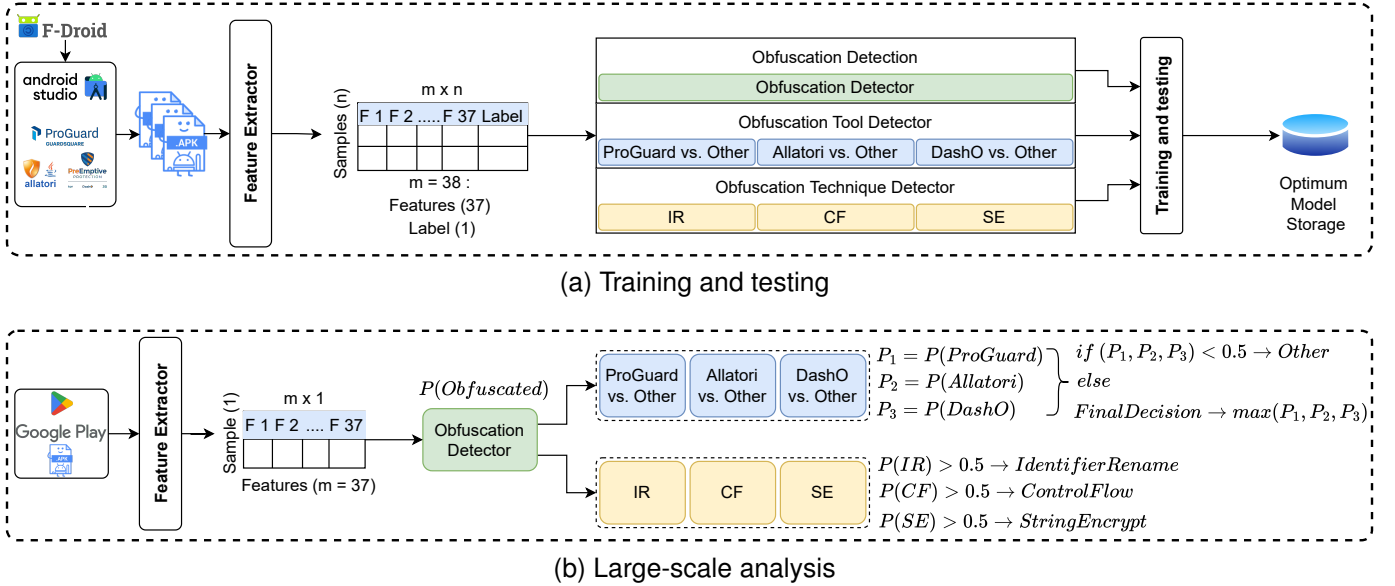 F-Droid
android
studio
AI
ProGuard
GUARDSQUARE
allatori
PreEmptive
PROTECTION
.APK
Feature Extractor
m x n
Samples (n)
F 1 F 2 ..... F 37 Label
m = 38 :
Features (37)
Label (1)
Obfuscation Detection
Obfuscation Detector
Obfuscation Tool Detector
ProGuard vs. Other Allatori vs. Other DashO vs. Other
Obfuscation Technique Detector
IR CF SE
Training and testing
Optimum
Model
Storage
(a) Training and testing
Google Play
APK
Feature Extractor
m x 1
Sample (1)
F 1 F 2 .... F 37
Features (m = 37)
P(Obfuscated)
Obfuscation
Detector
ProGuard
vs. Other
Allatori
vs. Other
DashO
vs. Other
P₁ = P(ProGuard)
P₂ = P(Allatori)
P₃ = P(DashO)
if (P₁, P₂, P₃) < 0.5 → Other
else
FinalDecision → max(P₁, P₂, P₃)
IR CF SE
P(IR) > 0.5 → IdentifierRename
P(CF) > 0.5 → ControlFlow
P(SE) > 0.5 → StringEncrypt
(b) Large-scale analysis